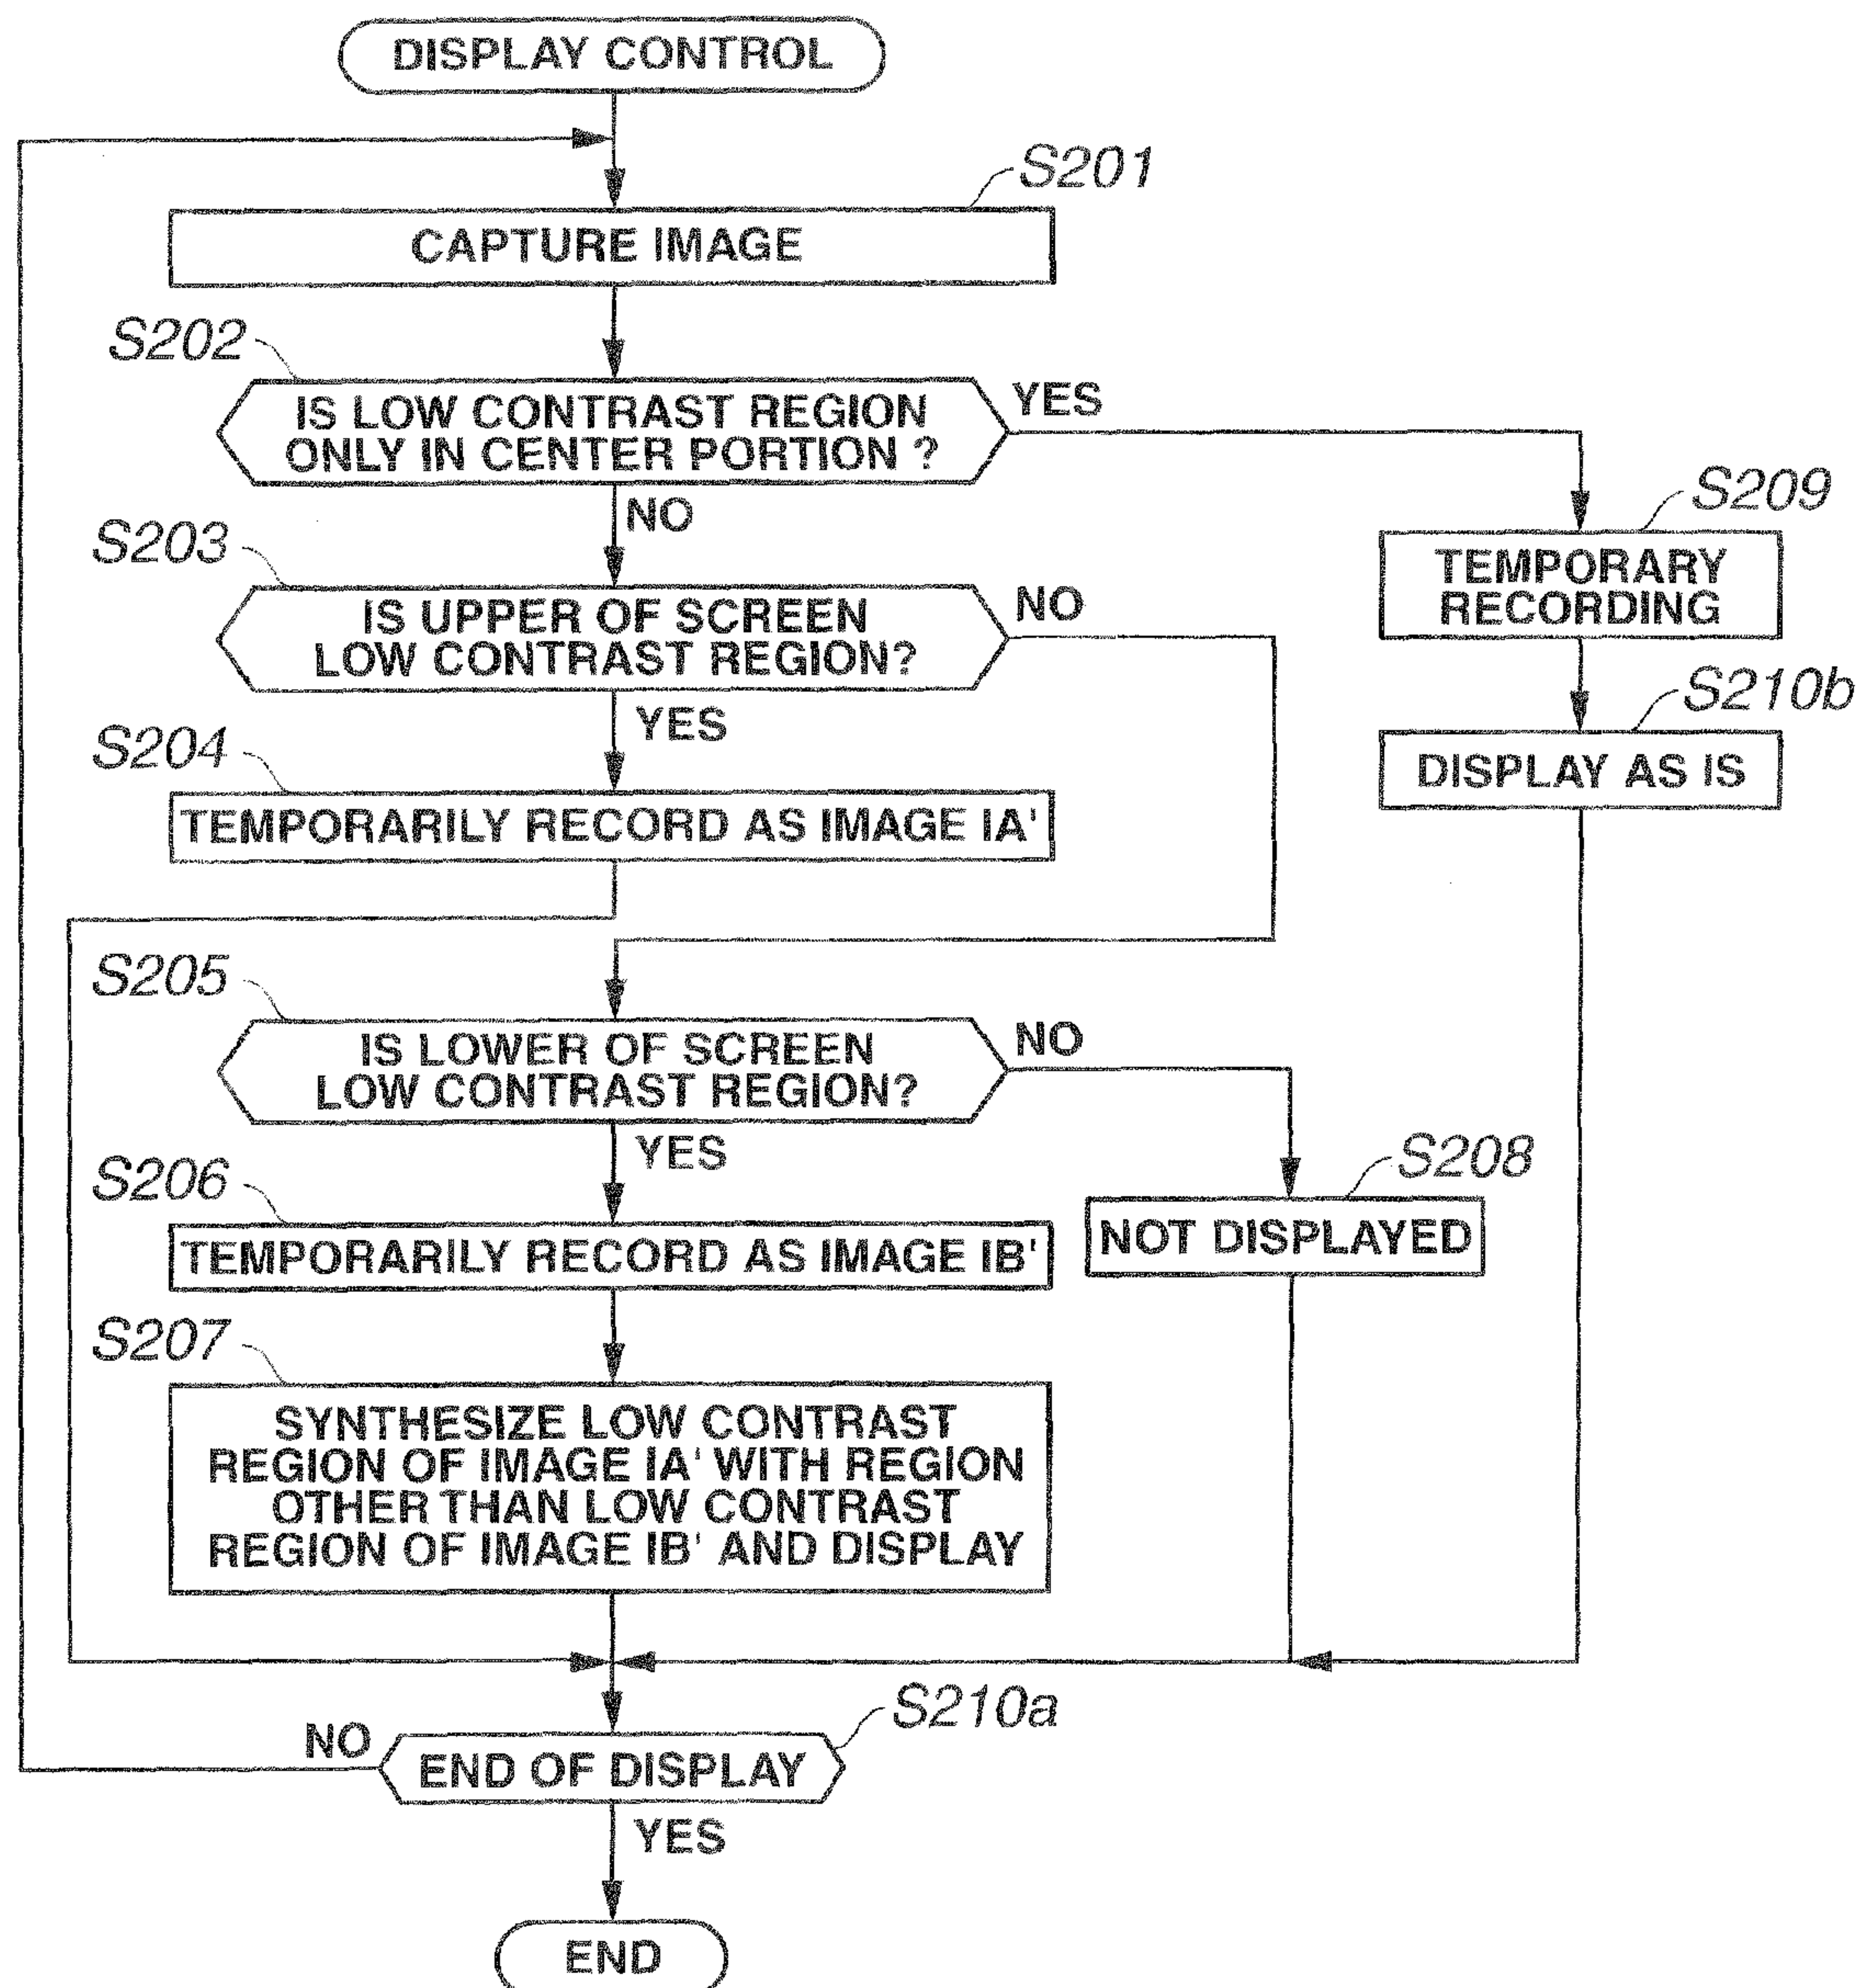 DISPLAY CONTROL
S201
CAPTURE IMAGE
S202
IS LOW CONTRAST REGION
ONLY IN CENTER PORTION ?
YES
NO
S209
TEMPORARY
RECORDING
S203
IS UPPER OF SCREEN
LOW CONTRAST REGION?
NO
YES
S210b
DISPLAY AS IS
S204
TEMPORARILY RECORD AS IMAGE IA'
S205
IS LOWER OF SCREEN
LOW CONTRAST REGION?
NO
YES
S208
NOT DISPLAYED
S206
TEMPORARILY RECORD AS IMAGE IB'
S207
SYNTHESIZE LOW CONTRAST
REGION OF IMAGE IA' WITH REGION
OTHER THAN LOW CONTRAST
REGION OF IMAGE IB' AND DISPLAY
S210a
NO
END OF DISPLAY
YES
END